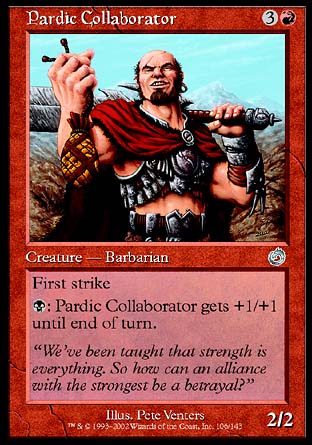 Pardic Collaborator 3
Creature — Barbarian
First strike
: Pardic Collaborator gets +1/+1
until end of turn.
“We’ve been taught that strength is
everything. So how can an alliance
with the strongest be a betrayal?”
2/2
Illus. Pete Venters
™ & © 1993–2002 Wizards of the Coast, Inc. 106/143